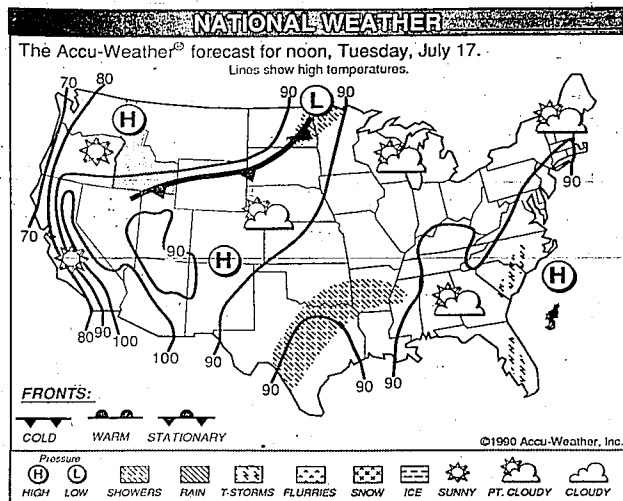 NATIONAL WEATHER
The Accu-Weather® forecast for noon, Tuesday, July 17.
Lines show high temperatures.
70
80
90
L
90
H
90
70
90
H
H
80
90
100
100
90
90
90
90
FRONTS:
COLD
WARM
STATIONARY
©1990 Accu-Weather, Inc.
Pressure
H
L
HIGH
LOW
SHOWERS
RAIN
T-STORMS
FLURRIES
SNOW
ICE
SUNNY
PT. CLOUDY
CLOUDY